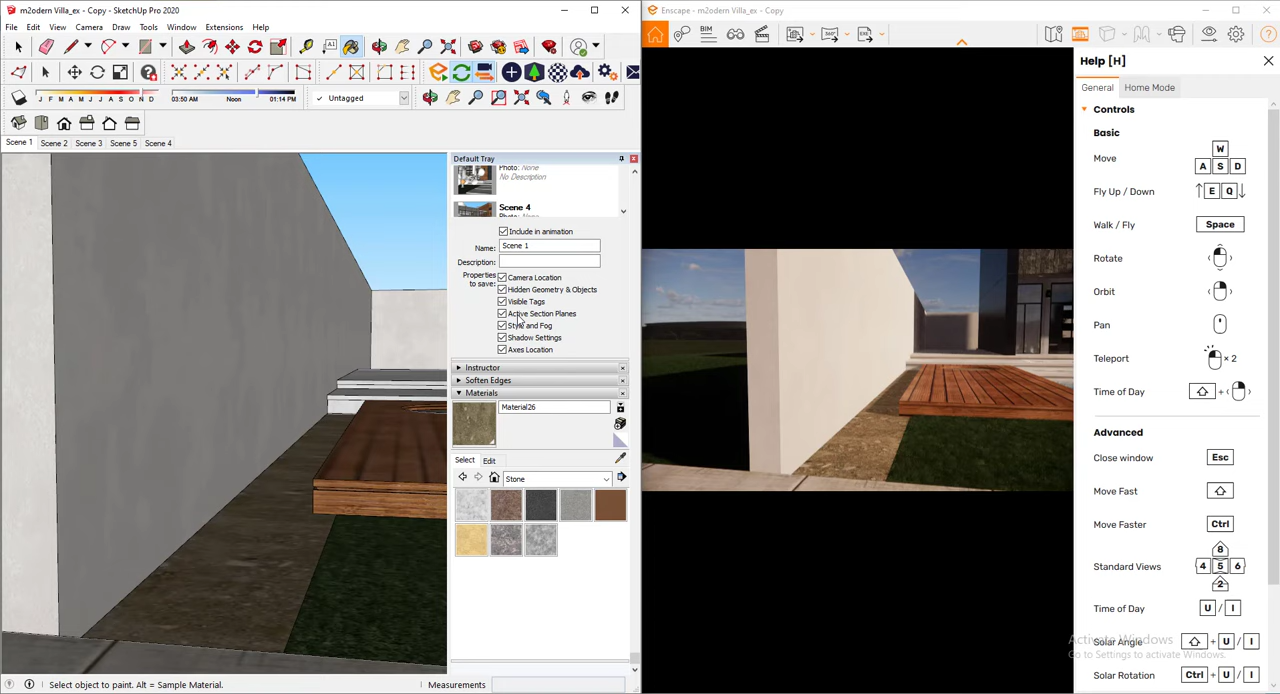 m2odern Villa_ex - Copy - SketchUp Pro 2020
File Edit View Camera Draw Tools Window Extensions Help
J F M A M J J A S O N D
03:50 AM Noon 01:14 PM
Untagged
Scene 1 Scene 2 Scene 3 Scene 5 Scene 4
Default Tray
Photo: None
No Description
Scene 4
Photo: None
Include in animation
Name: Scene 1
Description:
Properties to save:
Camera Location
Hidden Geometry & Objects
Visible Tags
Active Section Planes
Style and Fog
Shadow Settings
Axes Location
Instructor
Soften Edges
Materials
Material26
Select Edit
Stone
Select object to paint. Alt = Sample Material.
Measurements
Enscape - m2odern Villa_ex - Copy
BIM
360°
EXE
Help [H]
General Home Mode
Controls
Basic
Move W A S D
Fly Up / Down E Q
Walk / Fly Space
Rotate
Orbit
Pan
Teleport × 2
Time of Day +
Advanced
Close window Esc
Move Fast
Move Faster Ctrl
Standard Views 8 4 5 6 2
Time of Day U / I
Solar Angle + U / I
Solar Rotation Ctrl + U / I
Activate Windows
Go to Settings to activate Windows.